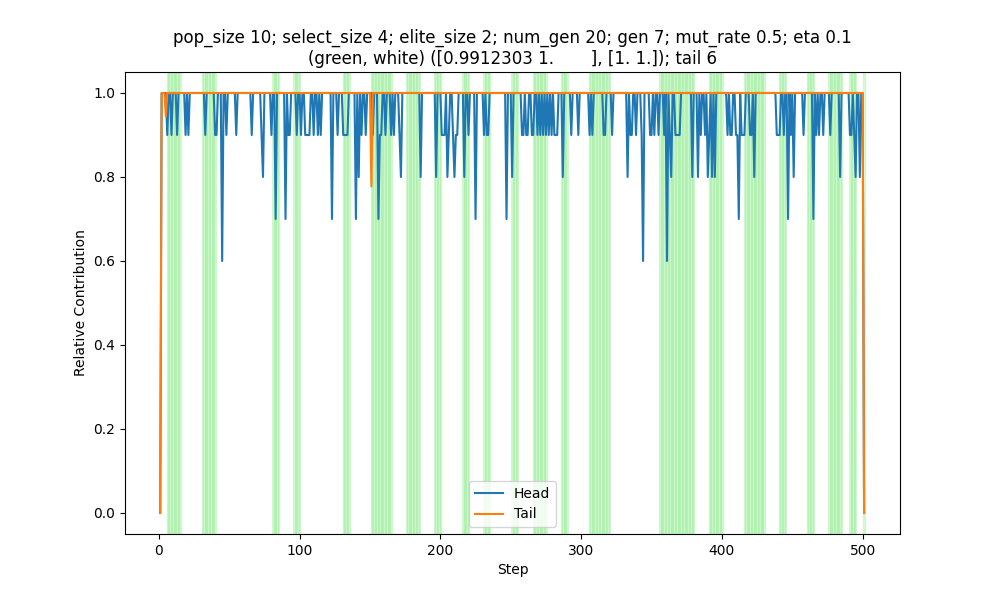 pop_size 10; select_size 4; elite_size 2; num_gen 20; gen 7; mut_rate 0.5; eta 0.1
(green, white) ([0.9912303 1.        ], [1. 1.]); tail 6
1.0
0.8
0.6
0.4
0.2
0.0
Relative Contribution
Head
Tail
0
100
200
300
400
500
Step